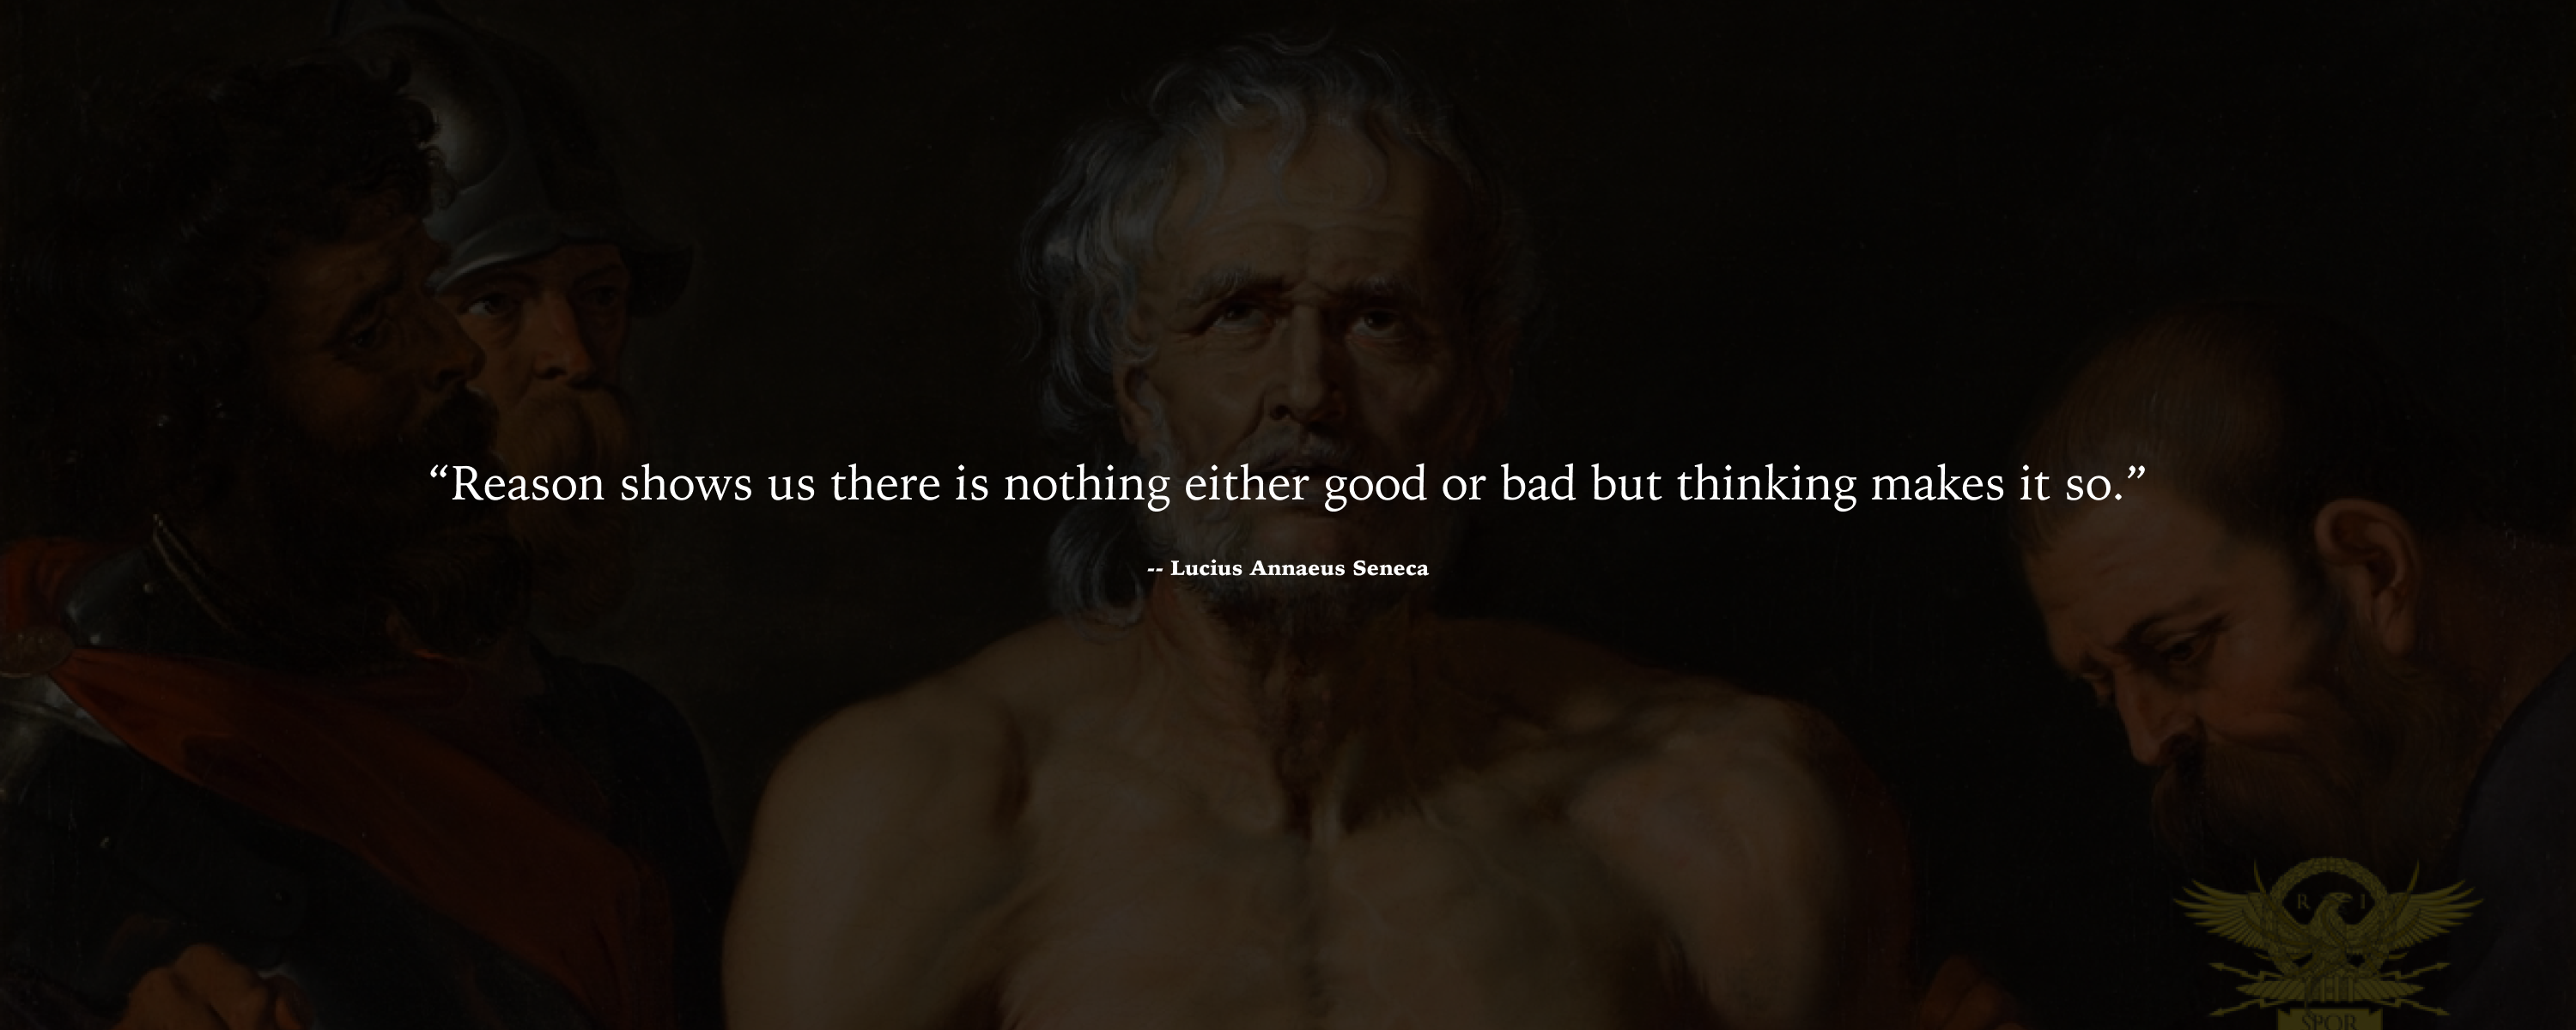 “Reason shows us there is nothing either good or bad but thinking makes it so.”
-- Lucius Annaeus Seneca
R I
SPQR